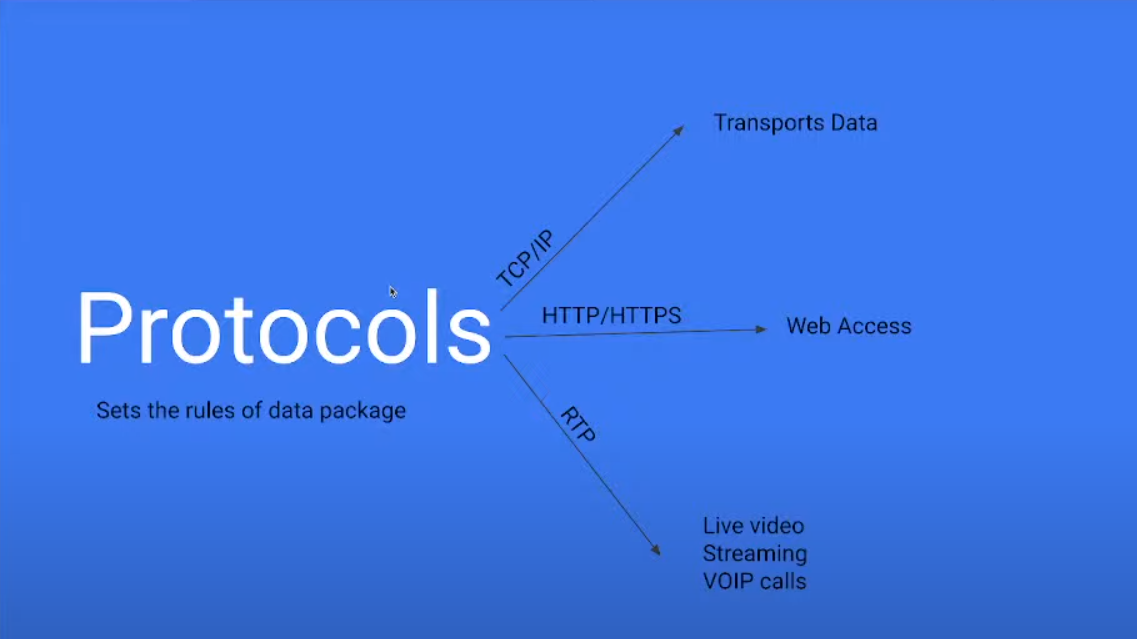 Transports Data
TCP/IP
Protocols
HTTP/HTTPS
Web Access
Sets the rules of data package
RTP
Live video
Streaming
VOIP calls